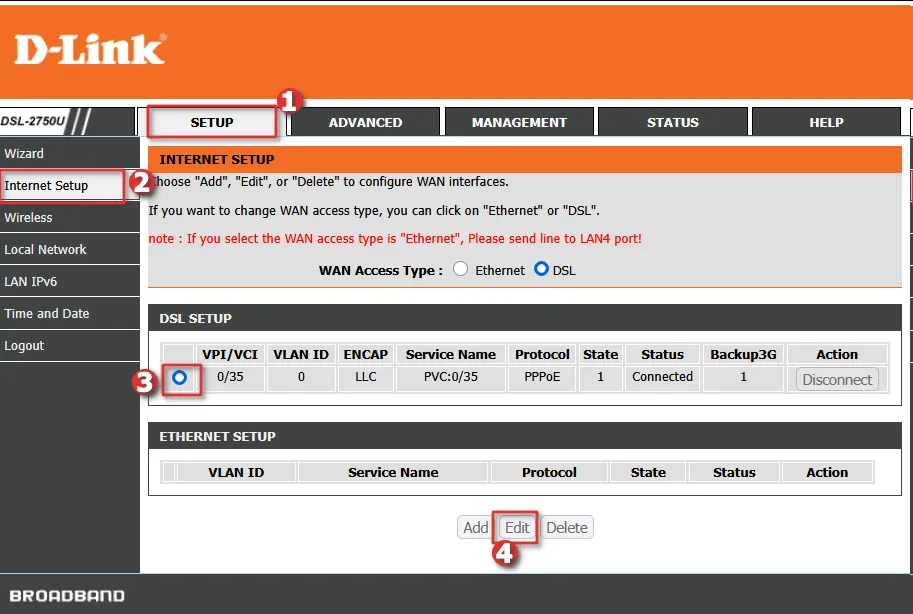 D-Link®
1
DSL-2750U
SETUP ADVANCED MANAGEMENT STATUS HELP
Wizard
Internet Setup
2
Wireless
Local Network
LAN IPv6
Time and Date
Logout
INTERNET SETUP
hoose "Add", "Edit", or "Delete" to configure WAN interfaces.
If you want to change WAN access type, you can click on "Ethernet" or "DSL".
note : If you select the WAN access type is "Ethernet", Please send line to LAN4 port!
WAN Access Type : Ethernet DSL
DSL SETUP
VPI/VCI VLAN ID ENCAP Service Name Protocol State Status Backup3G Action
3
0/35 0 LLC PVC:0/35 PPPoE 1 Connected 1 Disconnect
ETHERNET SETUP
VLAN ID Service Name Protocol State Status Action
Add Edit Delete
4
BROADBAND